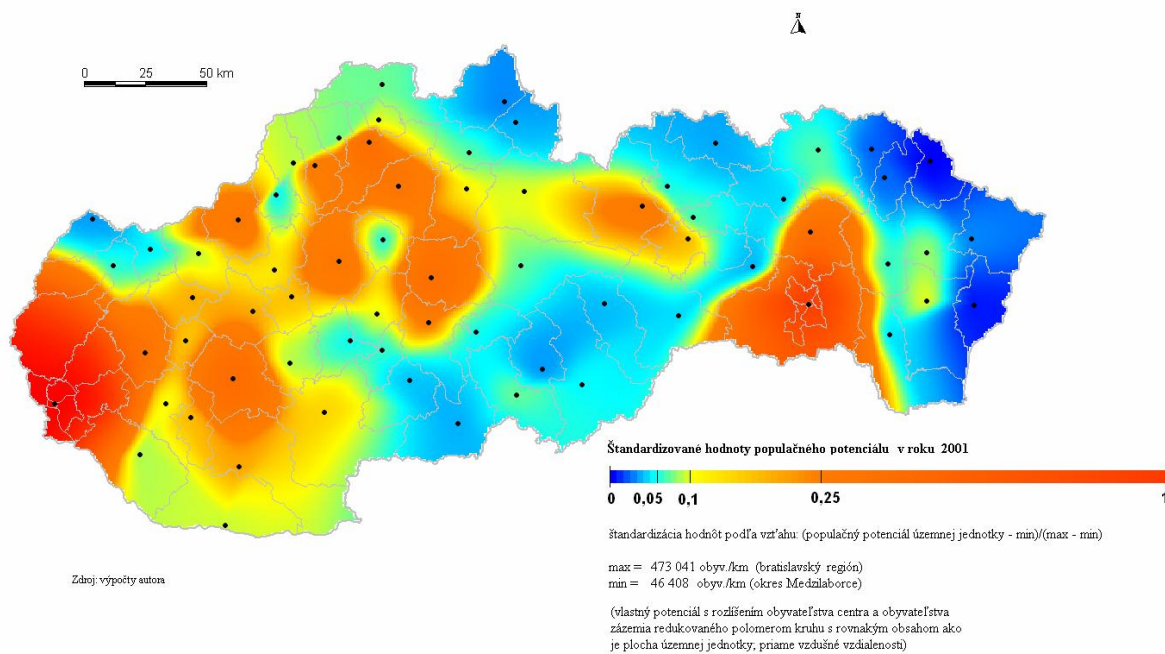 N
0 25 50 km
Štandardizované hodnoty populačného potenciálu v roku 2001
0 0,05 0,1 0,25 1
štandardizácia hodnôt podľa vzťahu: (populačný potenciál územnej jednotky - min)/(max - min)
max = 473 041 obyv./km (bratislavský región)
min = 46 408 obyv./km (okres Medzilaborce)
Zdroj: výpočty autora
(vlastný potenciál s rozlíšením obyvateľstva centra a obyvateľstva
zázemia redukovaného polomerom kruhu s rovnakým obsahom ako
je plocha územnej jednotky; priame vzdušné vzdialenosti)